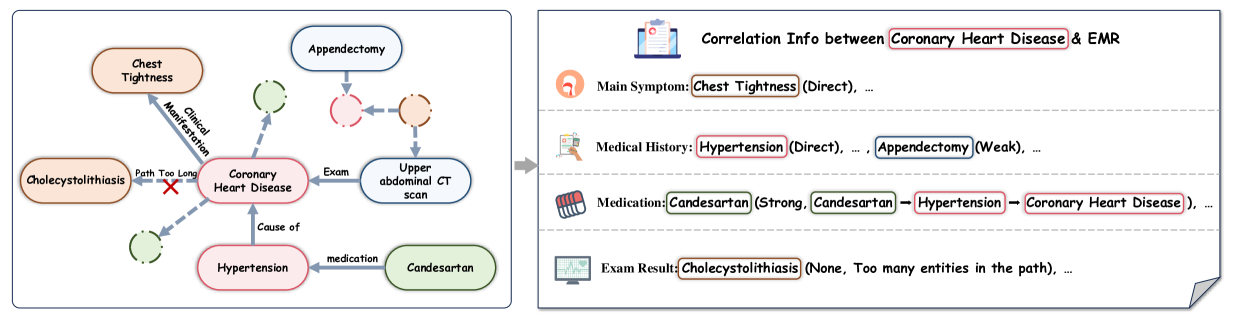 Appendectomy
Chest
Tightness
Clinical
Manifestation
Cholecystolithiasis
Path Too Long
Coronary
Heart Disease
Exam
Upper
abdominal CT
scan
Cause of
Hypertension
medication
Candesartan
Correlation Info between Coronary Heart Disease & EMR
Main Symptom: Chest Tightness (Direct), ...
Medical History: Hypertension (Direct), ... , Appendectomy (Weak), ...
Medication: Candesartan (Strong, Candesartan → Hypertension → Coronary Heart Disease ), ...
Exam Result: Cholecystolithiasis (None, Too many entities in the path), ...